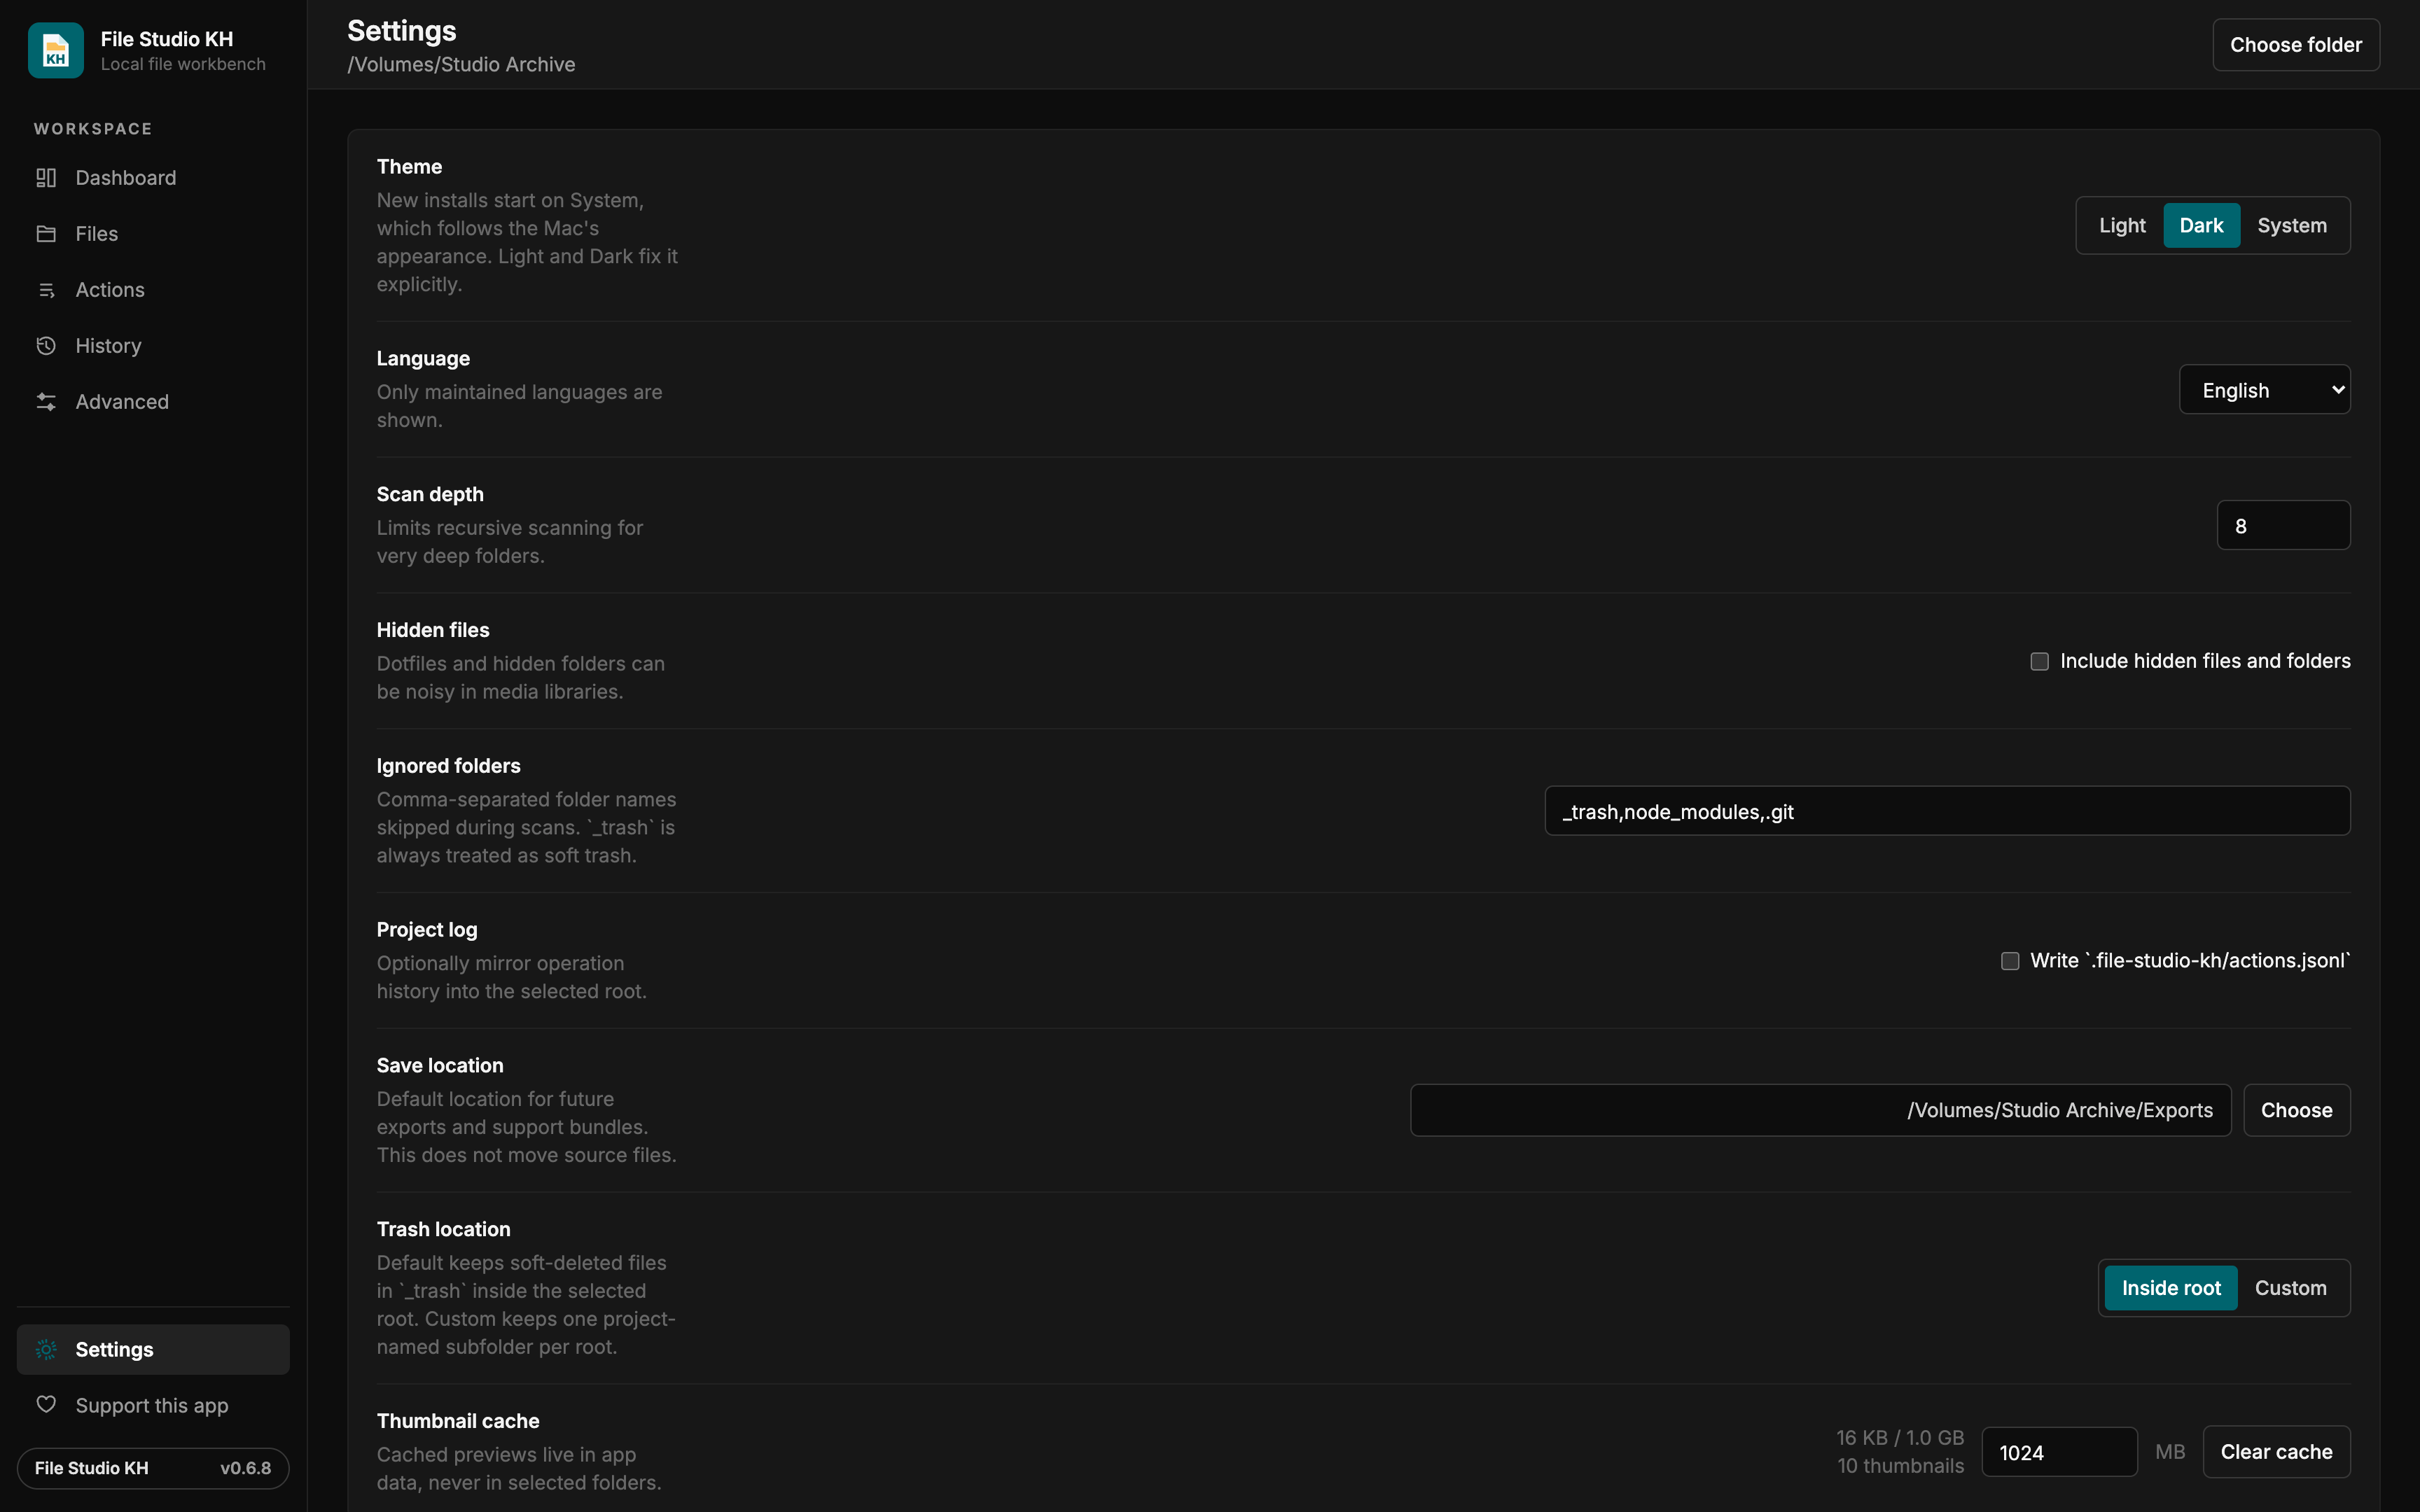 KH
File Studio KH
Local file workbench
WORKSPACE
Dashboard
Files
Actions
History
Advanced
Settings
Support this app
File Studio KH v0.6.8
Settings
/Volumes/Studio Archive
Choose folder
Theme
New installs start on System,
which follows the Mac's
appearance. Light and Dark fix it
explicitly.
Light Dark System
Language
Only maintained languages are
shown.
English
Scan depth
Limits recursive scanning for
very deep folders.
8
Hidden files
Dotfiles and hidden folders can
be noisy in media libraries.
Include hidden files and folders
Ignored folders
Comma-separated folder names
skipped during scans. `_trash` is
always treated as soft trash.
_trash,node_modules,.git
Project log
Optionally mirror operation
history into the selected root.
Write `.file-studio-kh/actions.jsonl`
Save location
Default location for future
exports and support bundles.
This does not move source files.
/Volumes/Studio Archive/Exports
Choose
Trash location
Default keeps soft-deleted files
in `_trash` inside the selected
root. Custom keeps one project-
named subfolder per root.
Inside root Custom
Thumbnail cache
Cached previews live in app
data, never in selected folders.
16 KB / 1.0 GB
10 thumbnails
1024 MB
Clear cache